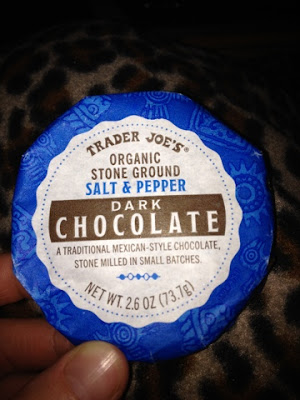 TRADER JOE'S®
ORGANIC
STONE GROUND
SALT & PEPPER
DARK
CHOCOLATE
A TRADITIONAL MEXICAN-STYLE CHOCOLATE,
STONE MILLED IN SMALL BATCHES.
NET WT. 2.6 OZ (73.7g)